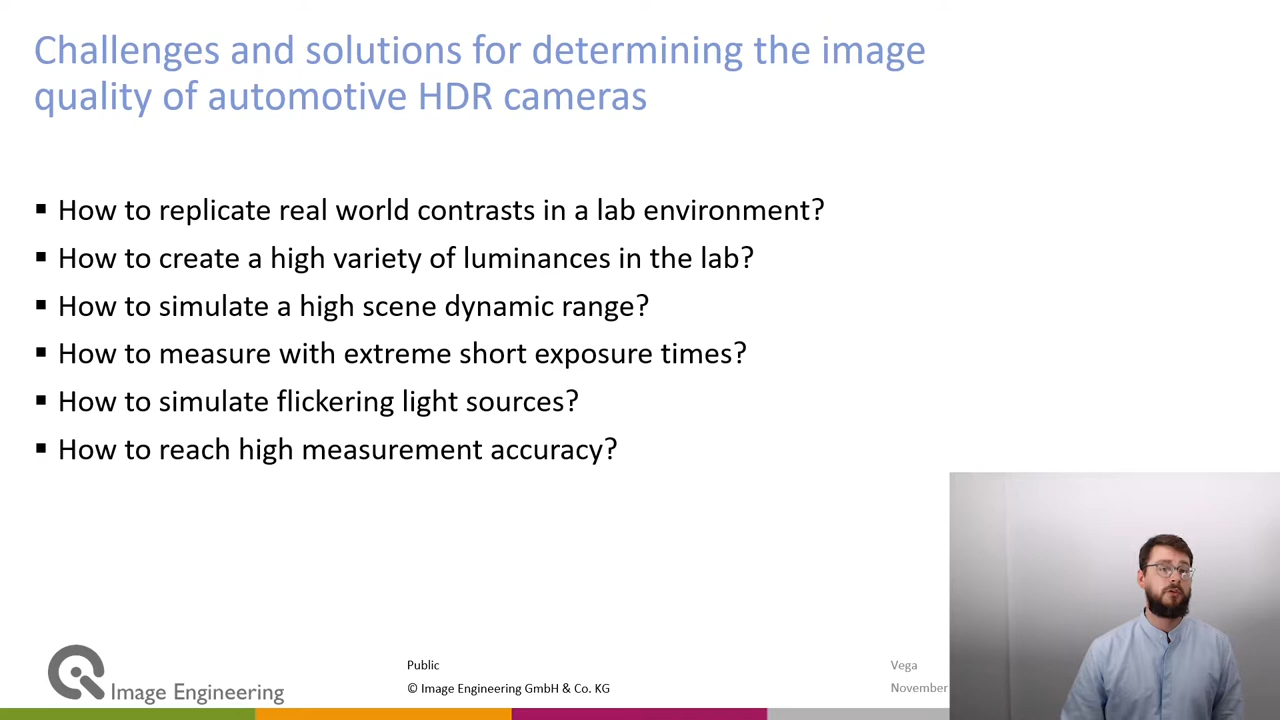 Challenges and solutions for determining the image
quality of automotive HDR cameras
▪ How to replicate real world contrasts in a lab environment?
▪ How to create a high variety of luminances in the lab?
▪ How to simulate a high scene dynamic range?
▪ How to measure with extreme short exposure times?
▪ How to simulate flickering light sources?
▪ How to reach high measurement accuracy?
Image Engineering
Public
© Image Engineering GmbH & Co. KG
Vega
November